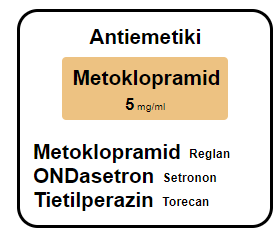 Antiemetiki
Metoklopramid
5 mg/ml
Metoklopramid Reglan
ONDasetron Setronon
Tietilperazin Torecan